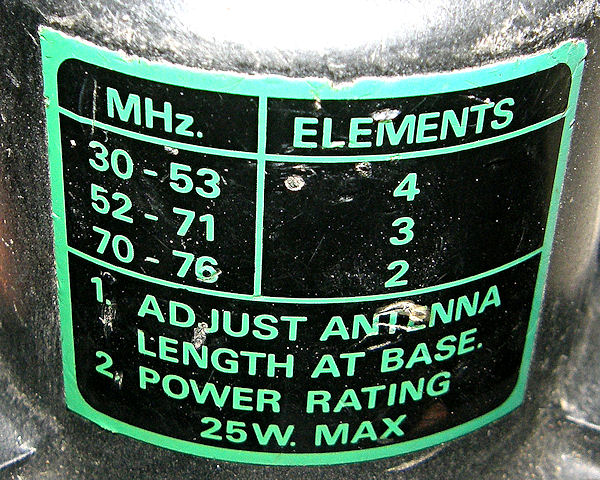 MHz. ELEMENTS
30 - 53 4
52 - 71 3
70 - 76 2
1. ADJUST ANTENNA
LENGTH AT BASE.
2. POWER RATING
25W. MAX